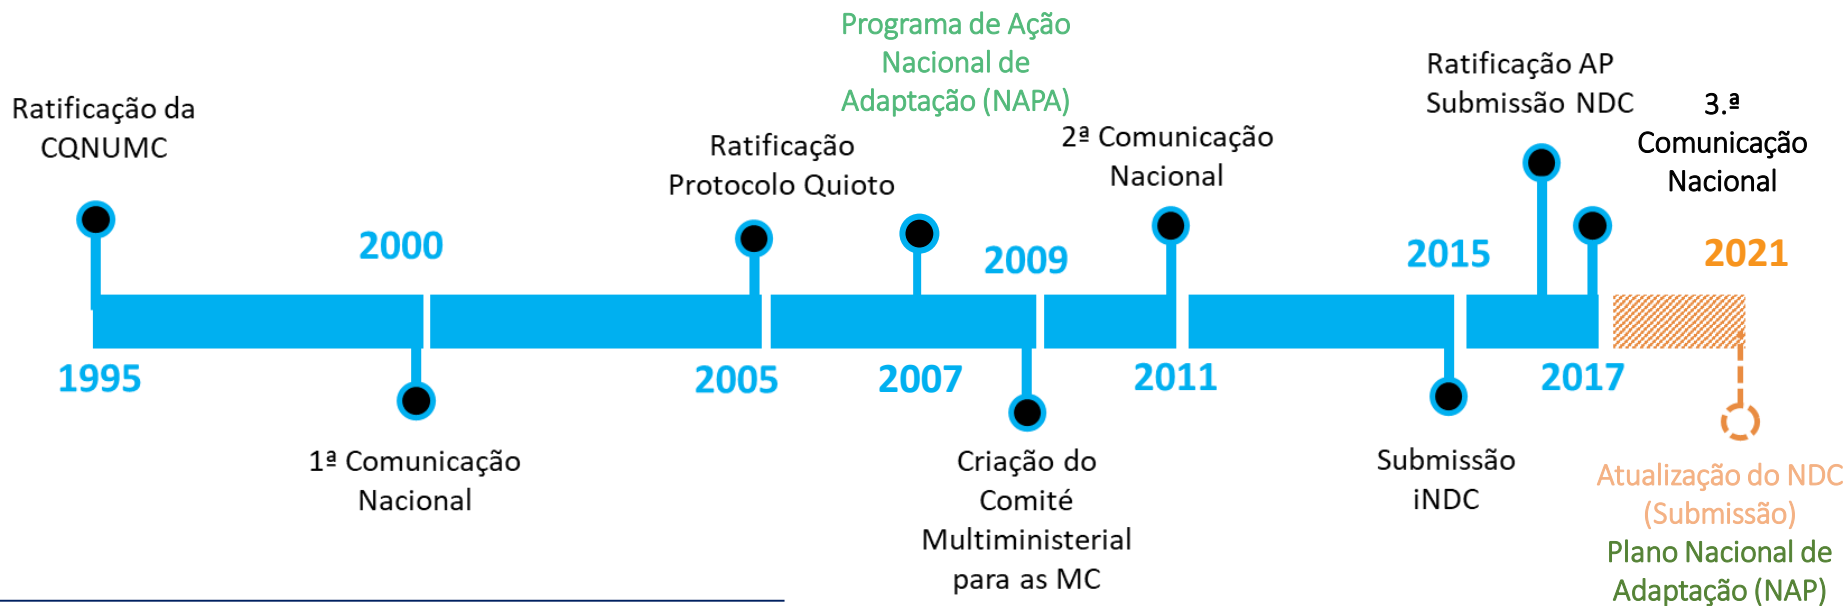 Programa de Ação
Nacional de
Adaptação (NAPA)
Ratificação da
CQNUMC
Ratificação
Protocolo Quioto
2ª Comunicação
Nacional
Ratificação AP
Submissão NDC
3.ª
Comunicação
Nacional
2000
2009
2015
2021
1995
2005
2007
2011
2017
1ª Comunicação
Nacional
Criação do
Comité
Multiministerial
para as MC
Submissão
iNDC
Atualização do NDC
(Submissão)
Plano Nacional de
Adaptação (NAP)